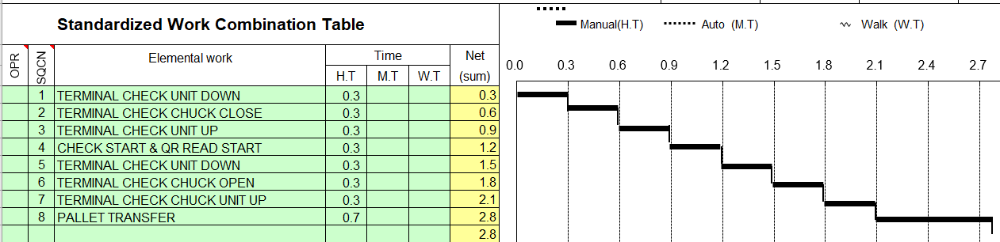 Standardized Work Combination Table
Manual(H.T) Auto (M.T) Walk (W.T)
OPR SQCN Elemental work Time Net
H.T M.T W.T (sum)
0.0 0.3 0.6 0.9 1.2 1.5 1.8 2.1 2.4 2.7
1 TERMINAL CHECK UNIT DOWN 0.3 0.3
2 TERMINAL CHECK CHUCK CLOSE 0.3 0.6
3 TERMINAL CHECK UNIT UP 0.3 0.9
4 CHECK START & QR READ START 0.3 1.2
5 TERMINAL CHECK UNIT DOWN 0.3 1.5
6 TERMINAL CHECK CHUCK OPEN 0.3 1.8
7 TERMINAL CHECK CHUCK UNIT UP 0.3 2.1
8 PALLET TRANSFER 0.7 2.8
2.8